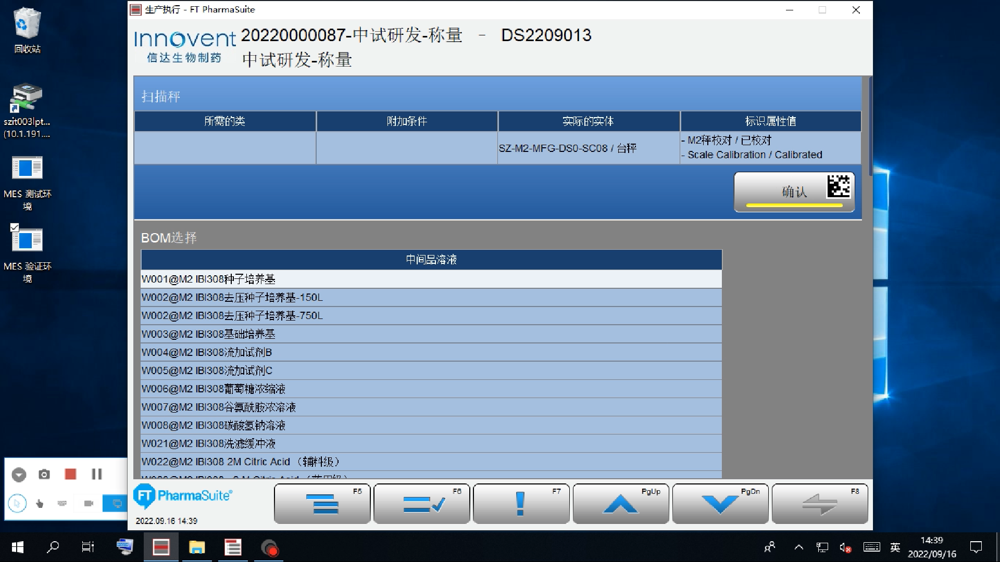 生产执行 - FT PharmaSuite
Innovent
信达生物制药
20220000087-中试研发-称量 - DS2209013
中试研发-称量
扫描秤
所需的类 附加条件 实际的实体 标识属性值
SZ-M2-MFG-DS0-SC08 / 台秤
- M2秤校对 / 已校对
- Scale Calibration / Calibrated
确认
BOM选择
中间品溶液
W001@M2 IBI308种子培养基
W002@M2 IBI308去压种子培养基-150L
W002@M2 IBI308去压种子培养基-750L
W003@M2 IBI308基础培养基
W004@M2 IBI308流加试剂B
W005@M2 IBI308流加试剂C
W006@M2 IBI308葡萄糖浓缩液
W007@M2 IBI308谷氨酰胺浓溶液
W008@M2 IBI308碳酸氢钠溶液
W021@M2 IBI308洗滤缓冲液
W022@M2 IBI308 2M Citric Acid （辅料级）
FT PharmaSuite®
2022.09.16 14:39
F5
F6
F7
PgUp
PgDn
F8
回收站
szit003lpt...
(10.1.191....
MES 测试环
境
MES 验证环
境
英
14:39
2022/09/16